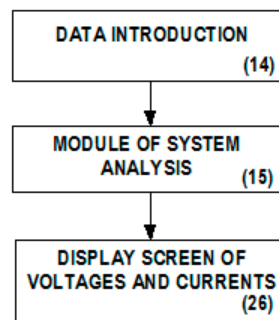 DATA INTRODUCTION
(14)
MODULE OF SYSTEM
ANALYSIS
(15)
DISPLAY SCREEN OF
VOLTAGES AND CURRENTS
(26)